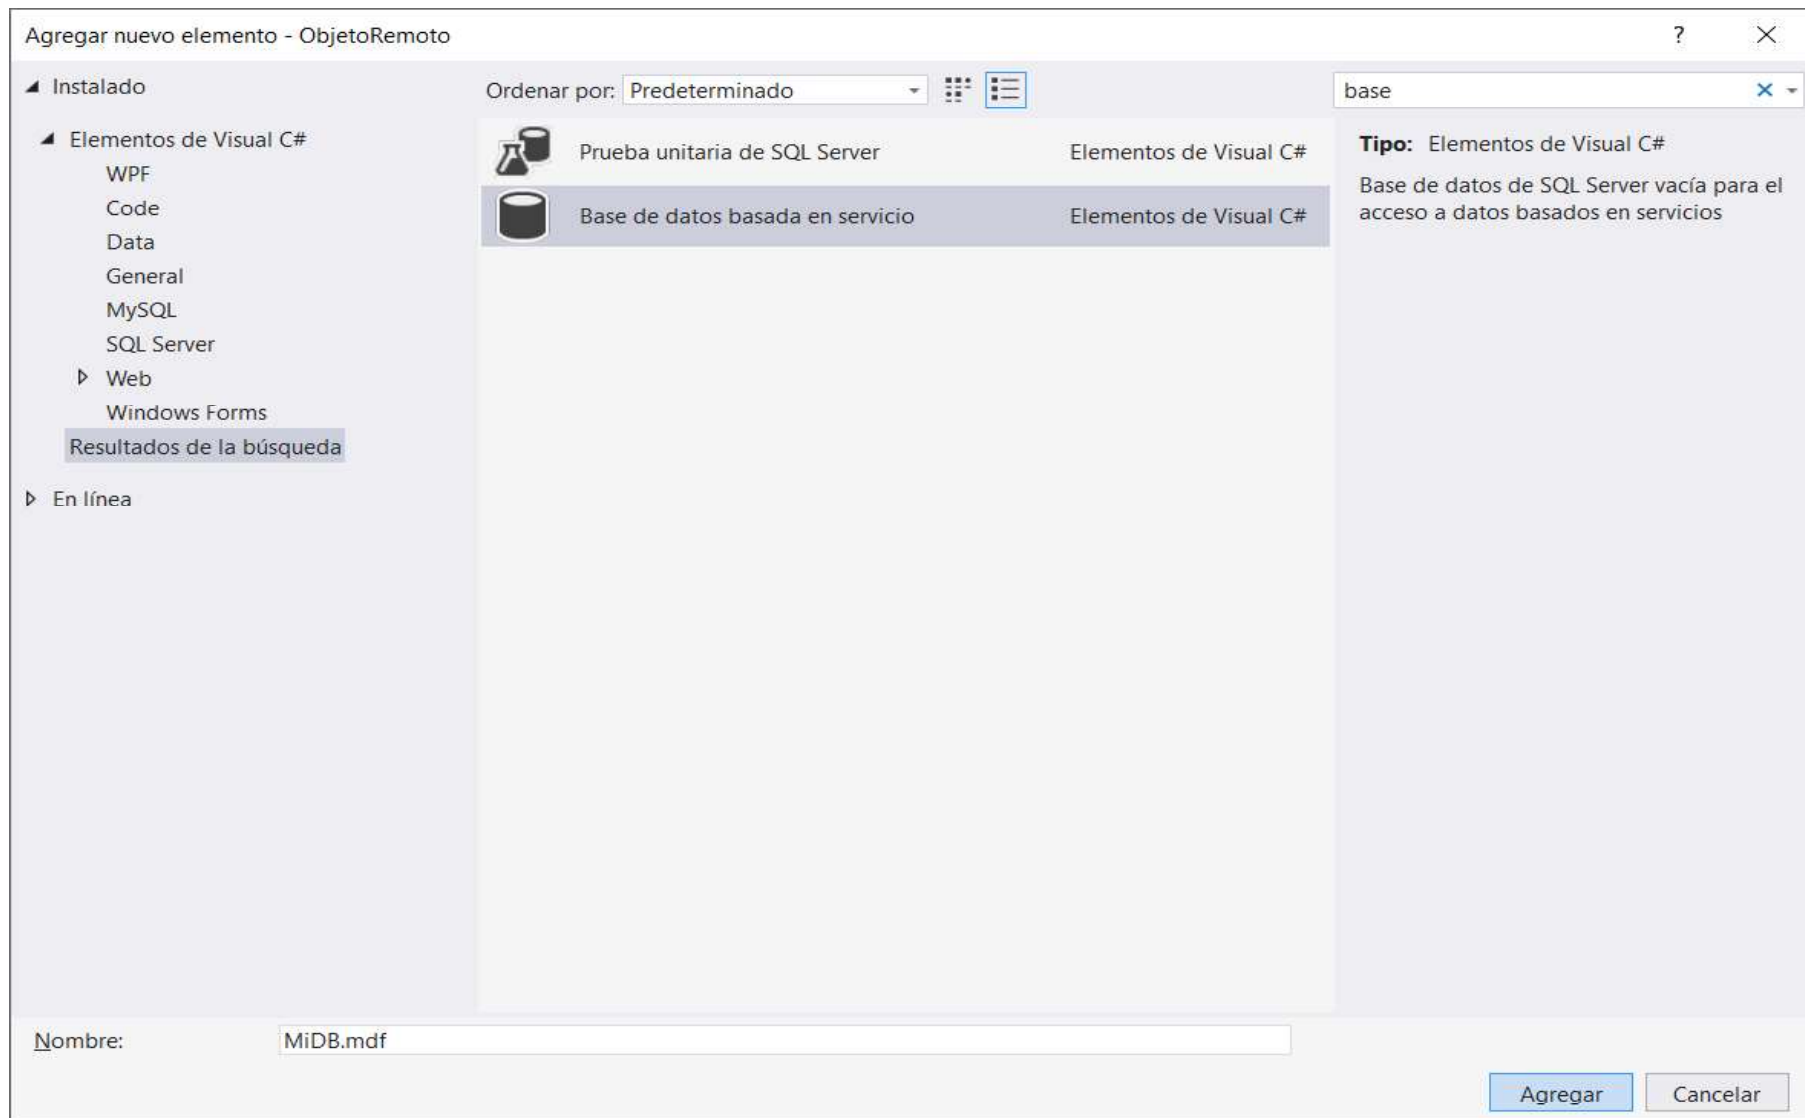 Agregar nuevo elemento - ObjetoRemoto
?
Instalado
Ordenar por: Predeterminado
base
Elementos de Visual C#
WPF
Code
Data
General
MySQL
SQL Server
Web
Windows Forms
Resultados de la búsqueda
En línea
Prueba unitaria de SQL Server Elementos de Visual C#
Base de datos basada en servicio Elementos de Visual C#
Tipo: Elementos de Visual C#
Base de datos de SQL Server vacía para el
acceso a datos basados en servicios
Nombre: MiDB.mdf
Agregar Cancelar